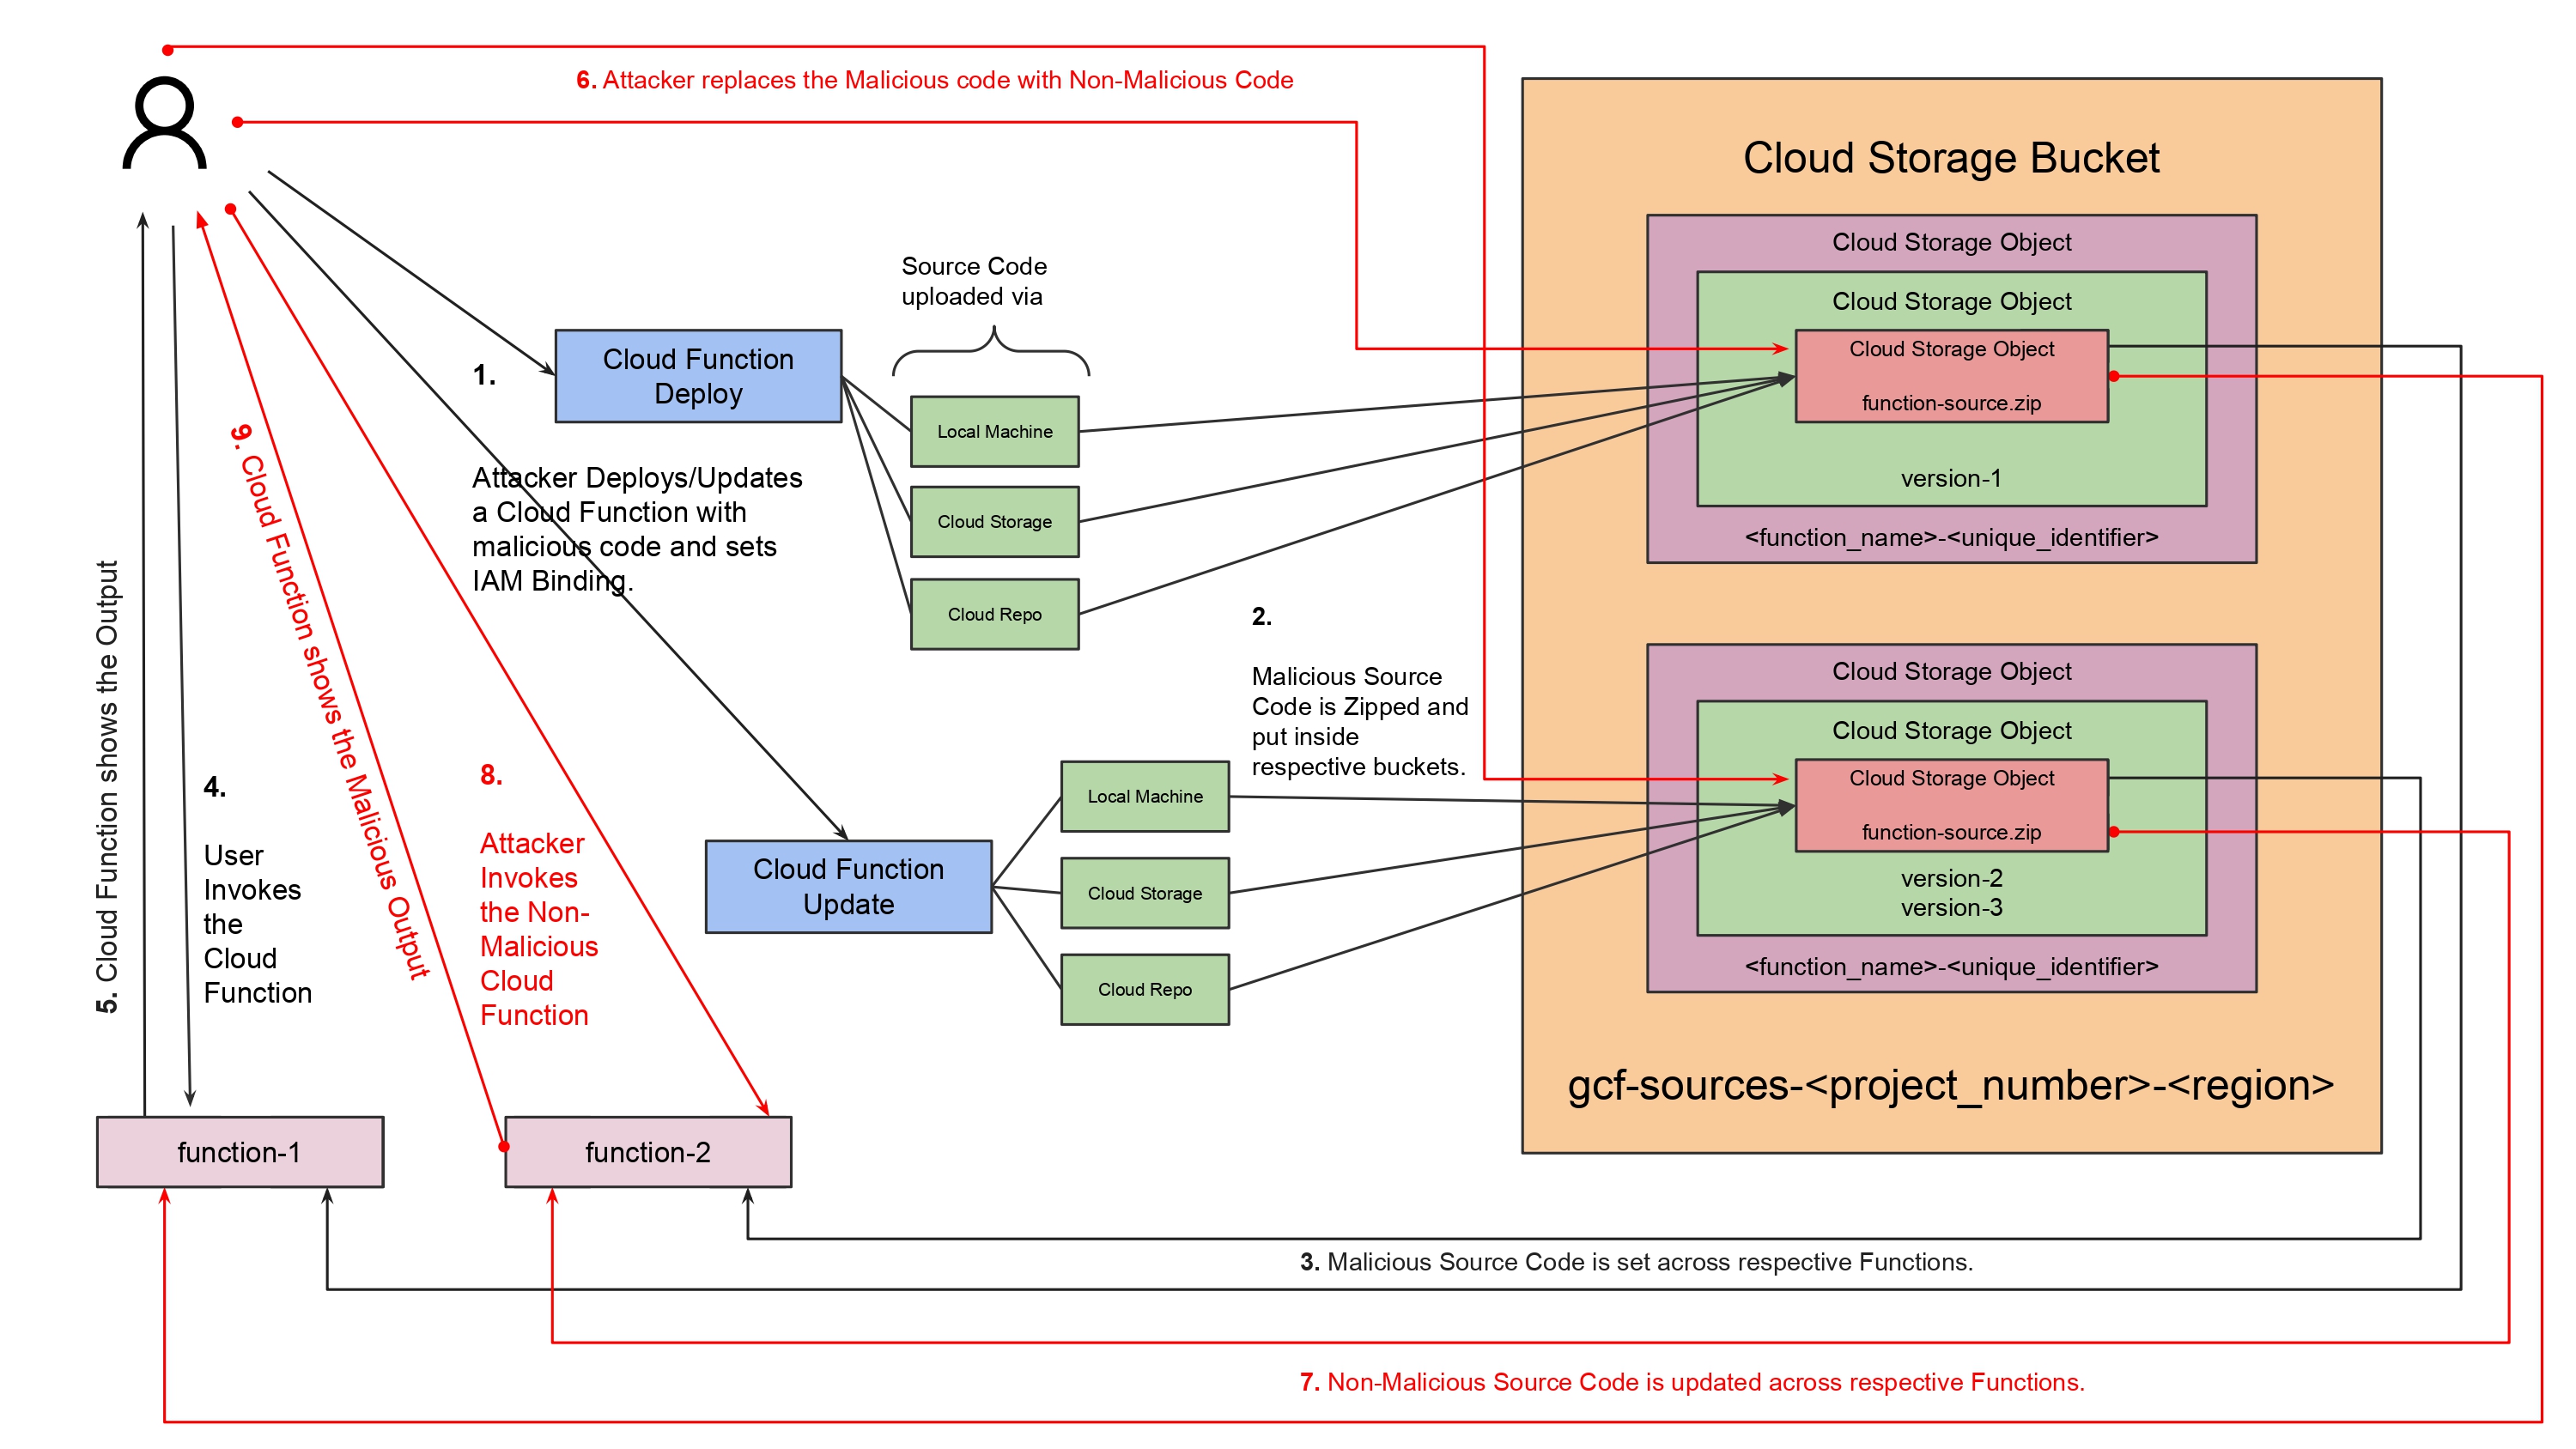 6. Attacker replaces the Malicious code with Non-Malicious Code
Cloud Storage Bucket
Cloud Storage Object
Cloud Storage Object
Cloud Storage Object
function-source.zip
version-1
<function_name>-<unique_identifier>
Source Code
uploaded via
Cloud Function
Deploy
1.
Local Machine
Cloud Storage
Cloud Repo
Attacker Deploys/Updates
a Cloud Function with
malicious code and sets
IAM Binding.
2.
Malicious Source
Code is Zipped and
put inside
respective buckets.
Cloud Storage Object
Cloud Storage Object
Cloud Storage Object
function-source.zip
version-2
version-3
<function_name>-<unique_identifier>
gcf-sources-<project_number>-<region>
Cloud Function
Update
Local Machine
Cloud Storage
Cloud Repo
5. Cloud Function shows the Output
4.
User
Invokes
the
Cloud
Function
9. Cloud Function shows the Malicious Output
8.
Attacker
Invokes
the Non-
Malicious
Cloud
Function
function-1
function-2
3. Malicious Source Code is set across respective Functions.
7. Non-Malicious Source Code is updated across respective Functions.